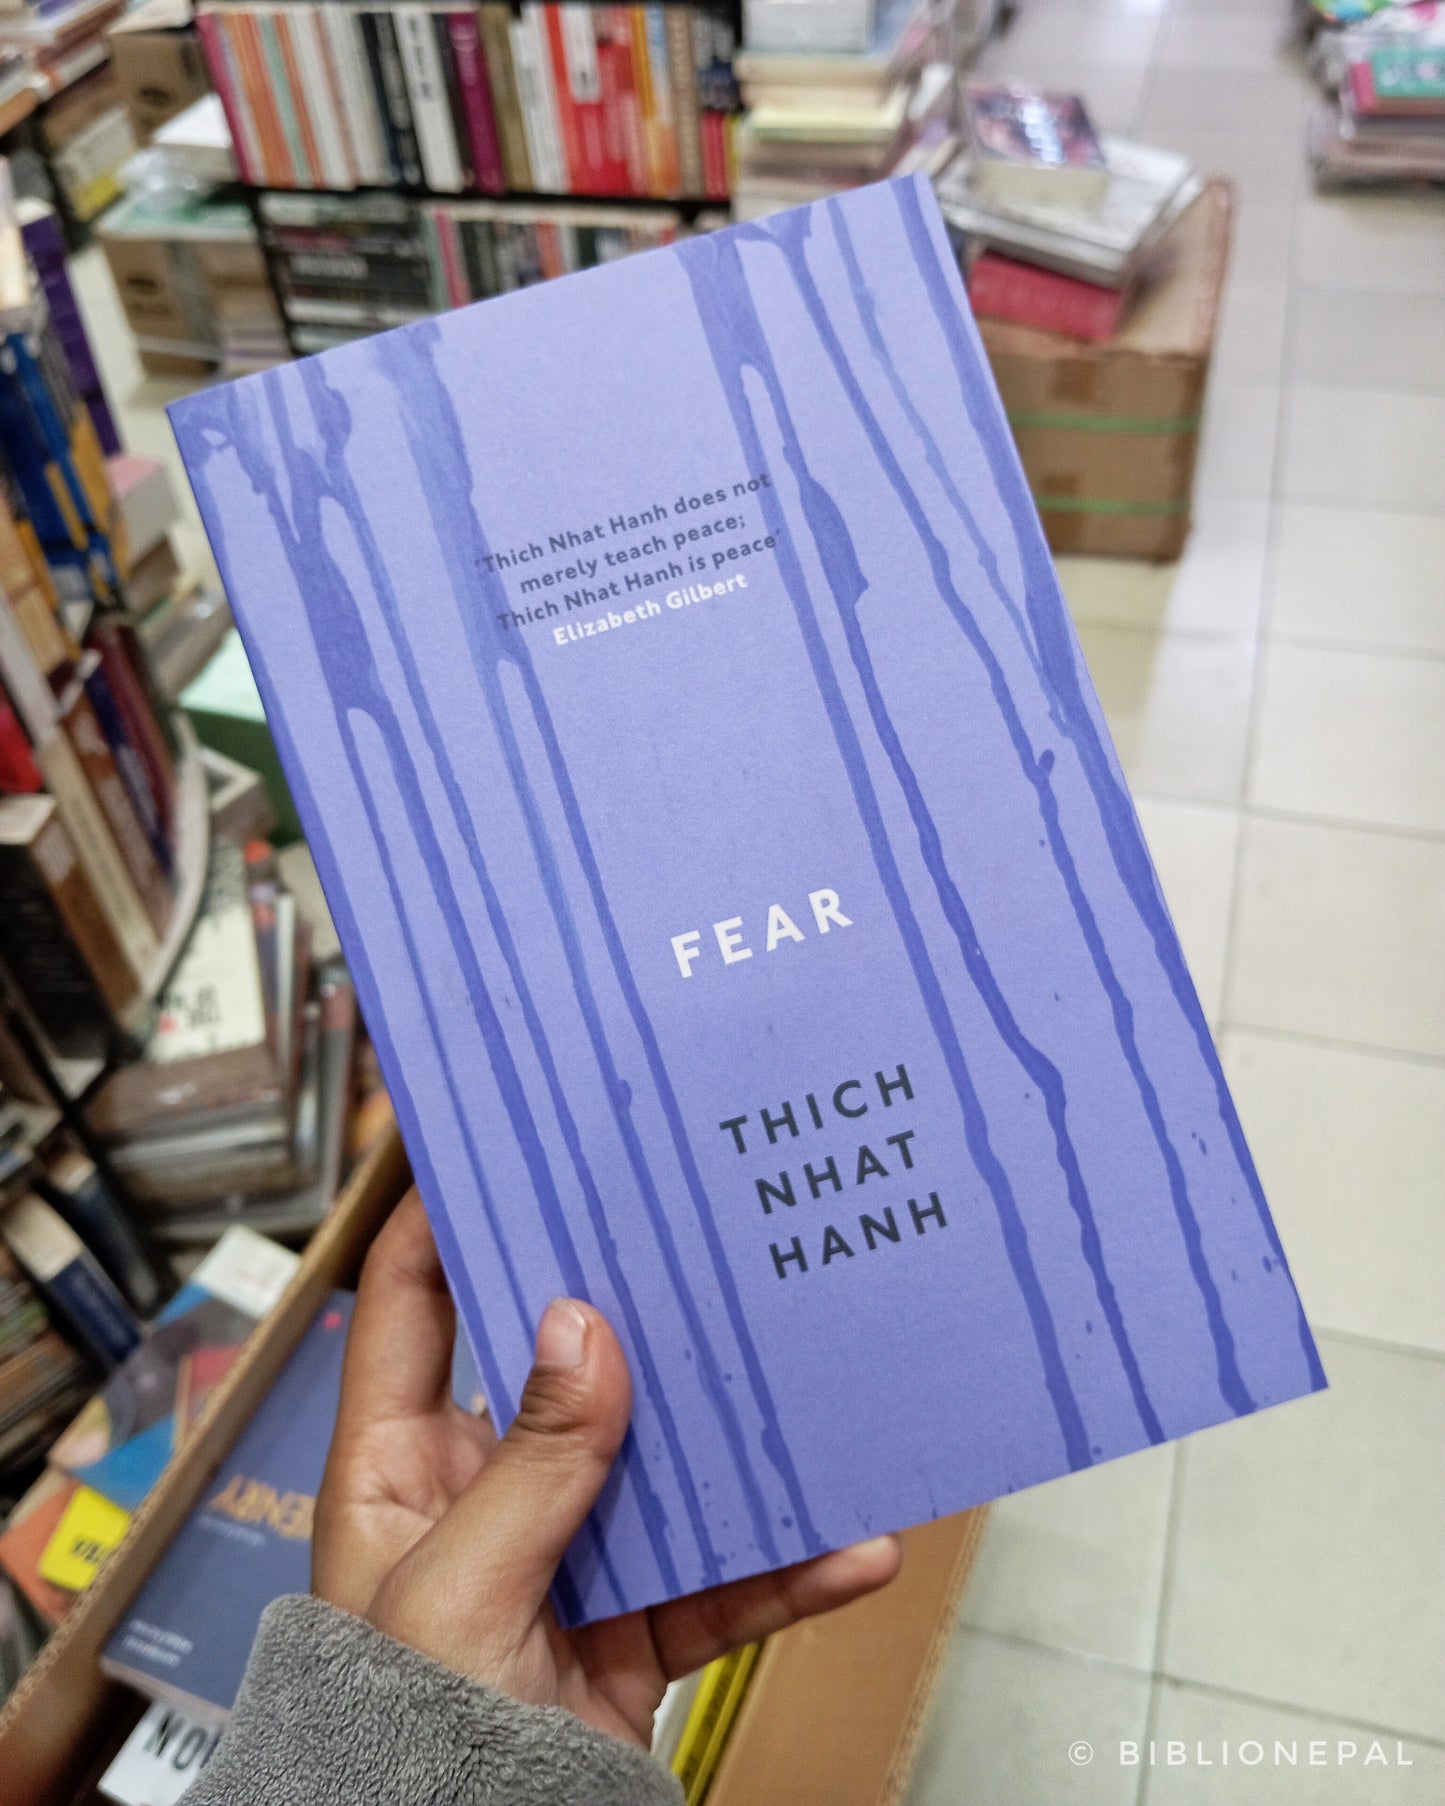 'Thich Nhat Hanh does not
merely teach peace;
Thich Nhat Hanh is peace'
Elizabeth Gilbert
FEAR
THICH
NHAT
HANH
© BIBLIONEPAL